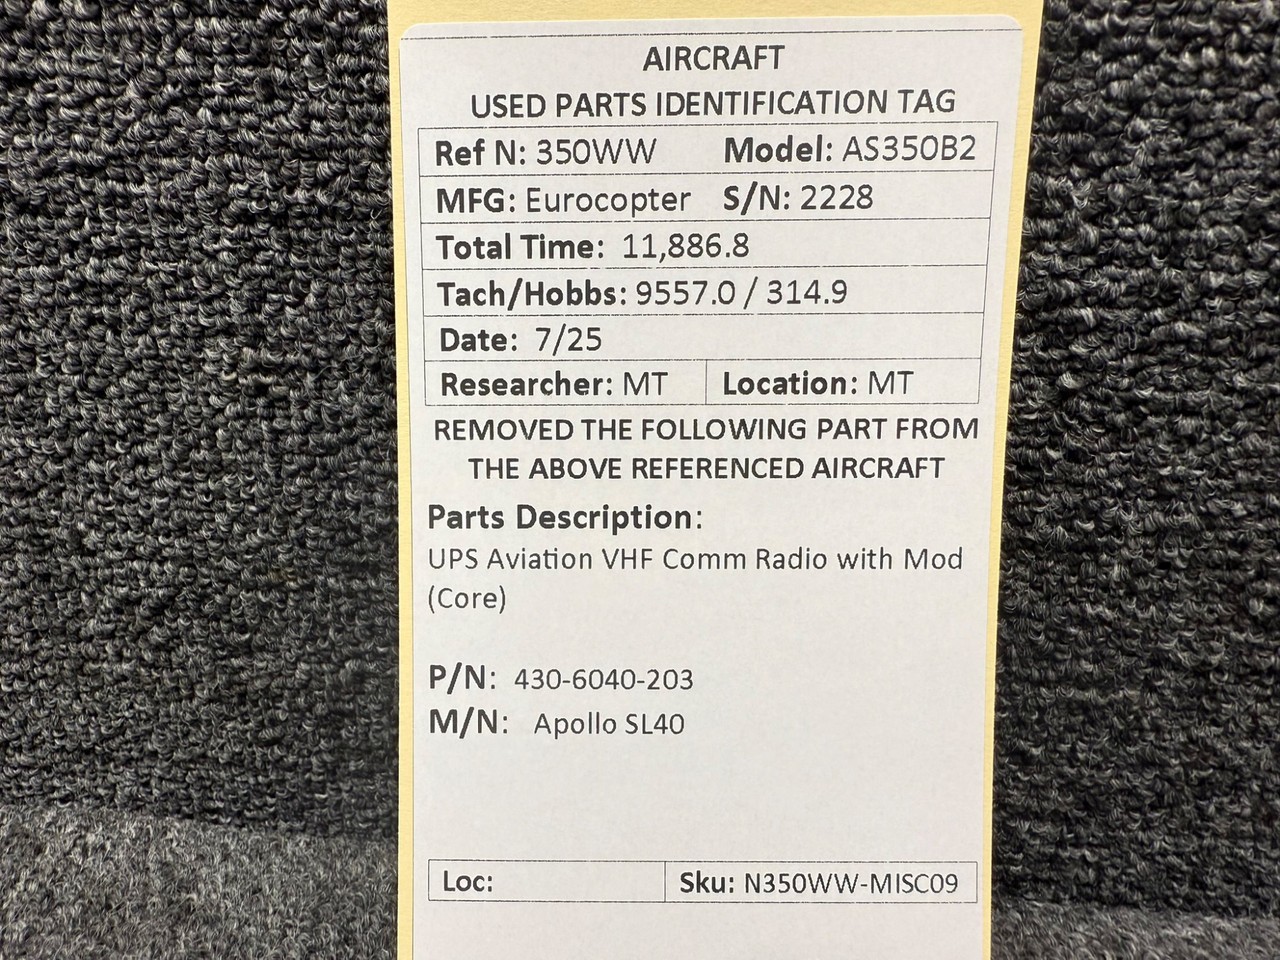 AIRCRAFT
USED PARTS IDENTIFICATION TAG
Ref N: 350WW Model: AS350B2
MFG: Eurocopter S/N: 2228
Total Time: 11,886.8
Tach/Hobbs: 9557.0 / 314.9
Date: 7/25
Researcher: MT Location: MT
REMOVED THE FOLLOWING PART FROM
THE ABOVE REFERENCED AIRCRAFT
Parts Description:
UPS Aviation VHF Comm Radio with Mod
(Core)
P/N: 430-6040-203
M/N: Apollo SL40
Loc: Sku: N350WW-MISC09